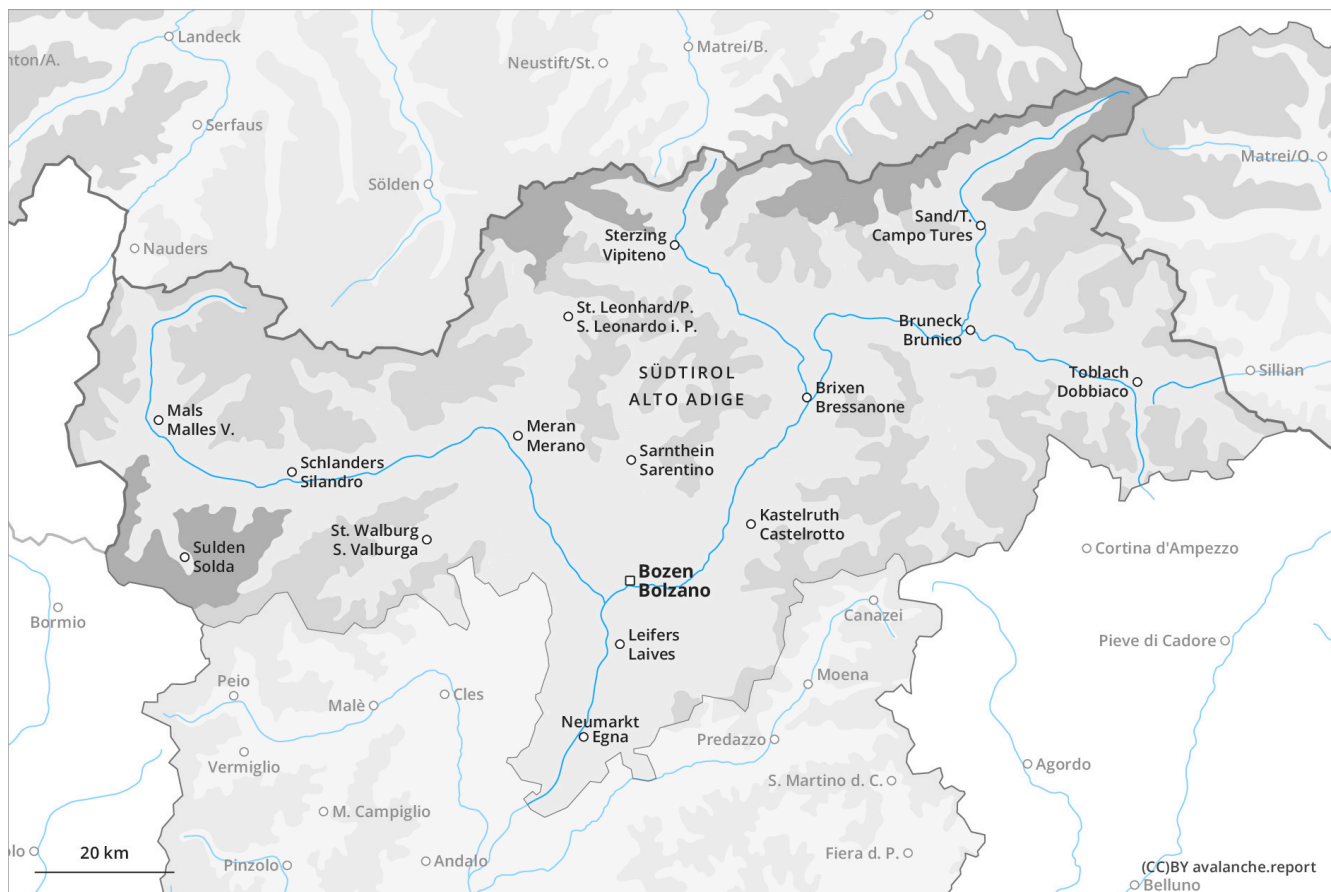 Landeck
nton/A.
Matrei/B.
Neustift/St.
Serfaus
Matrei/O.
Sölden
Sand/T.
Campo Tures
Nauders
Sterzing
Vipiteno
St. Leonhard/P.
S. Leonardo i. P.
Bruneck
Brunico
SÜDTIROL
ALTO ADIGE
Toblach
Dobbiaco
Sillian
Brixen
Bressanone
Mals
Malles V.
Meran
Merano
Sarnthein
Sarentino
Schlanders
Silandro
Kastelruth
Castelrotto
St. Walburg
S. Valburga
Sulden
Solda
Cortina d'Ampezzo
Bozen
Bolzano
Bormio
Canazei
Leifers
Laives
Pieve di Cadore
Peio
Moena
Malè
Cles
Neumarkt
Egna
Predazzo
Vermiglio
Agordo
S. Martino d. C.
M. Campiglio
olo
20 km
Pinzolo
Andalo
Fiera d. P.
(CC)BY avalanche.report
Belluno